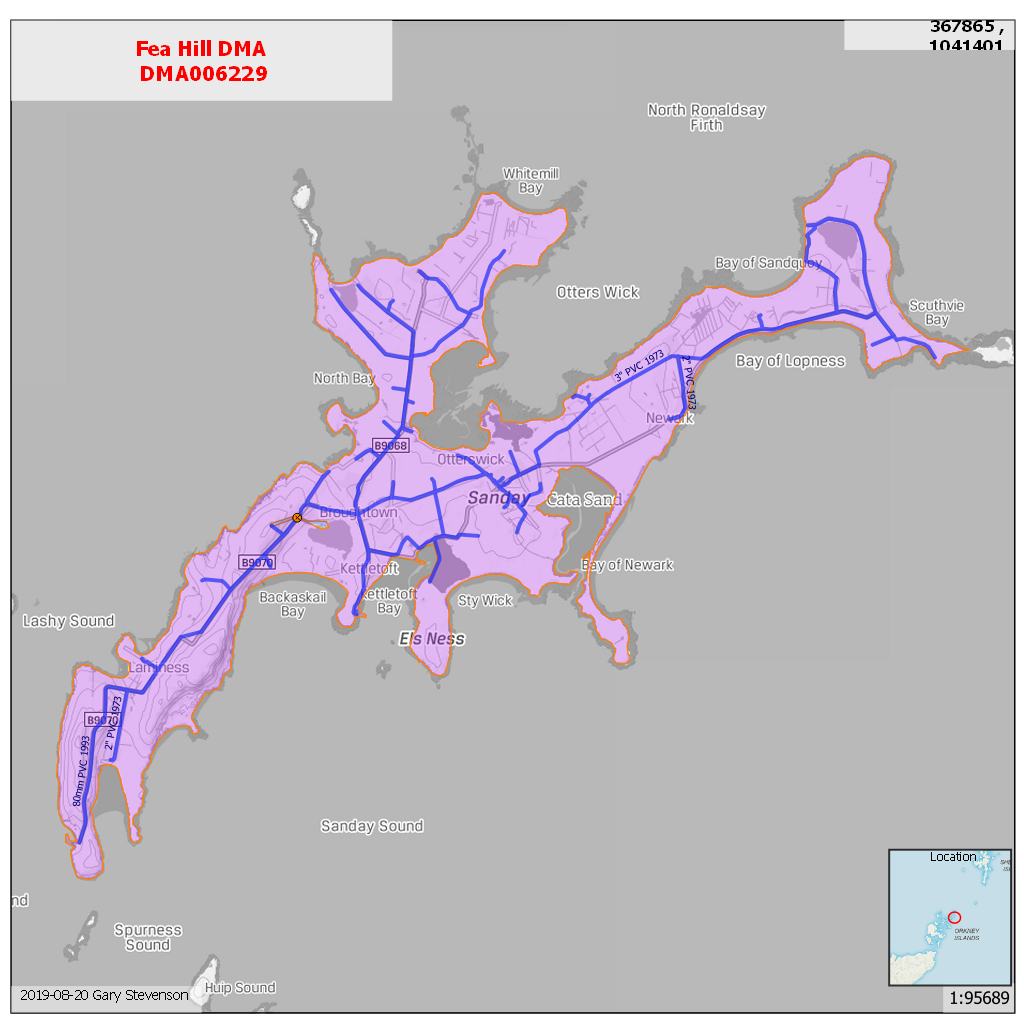 Fea Hill DMA
DMA006229
367865 ,
1041401
North Ronaldsay
Firth
Whitemill
Bay
Bay of Sandquoy
Otters Wick
Scuthvie
Bay
Bay of Lopness
North Bay
3" PVC 1973
2" PVC 1973
Newark
B9068
Otterswick
Sanday
Cata Sand
Broughtown
B9070
Kettletoft
Bay of Newark
Backaskail
Bay
Kettletoft
Bay
Sty Wick
Lashy Sound
Els Ness
Lamness
B9070
2" PVC 1973
80mm PVC 1993
Sanday Sound
Location
SHE
ISL
ORKNEY
ISLANDS
nd
Spurness
Sound
Huip Sound
2019-08-20 Gary Stevenson
1:95689